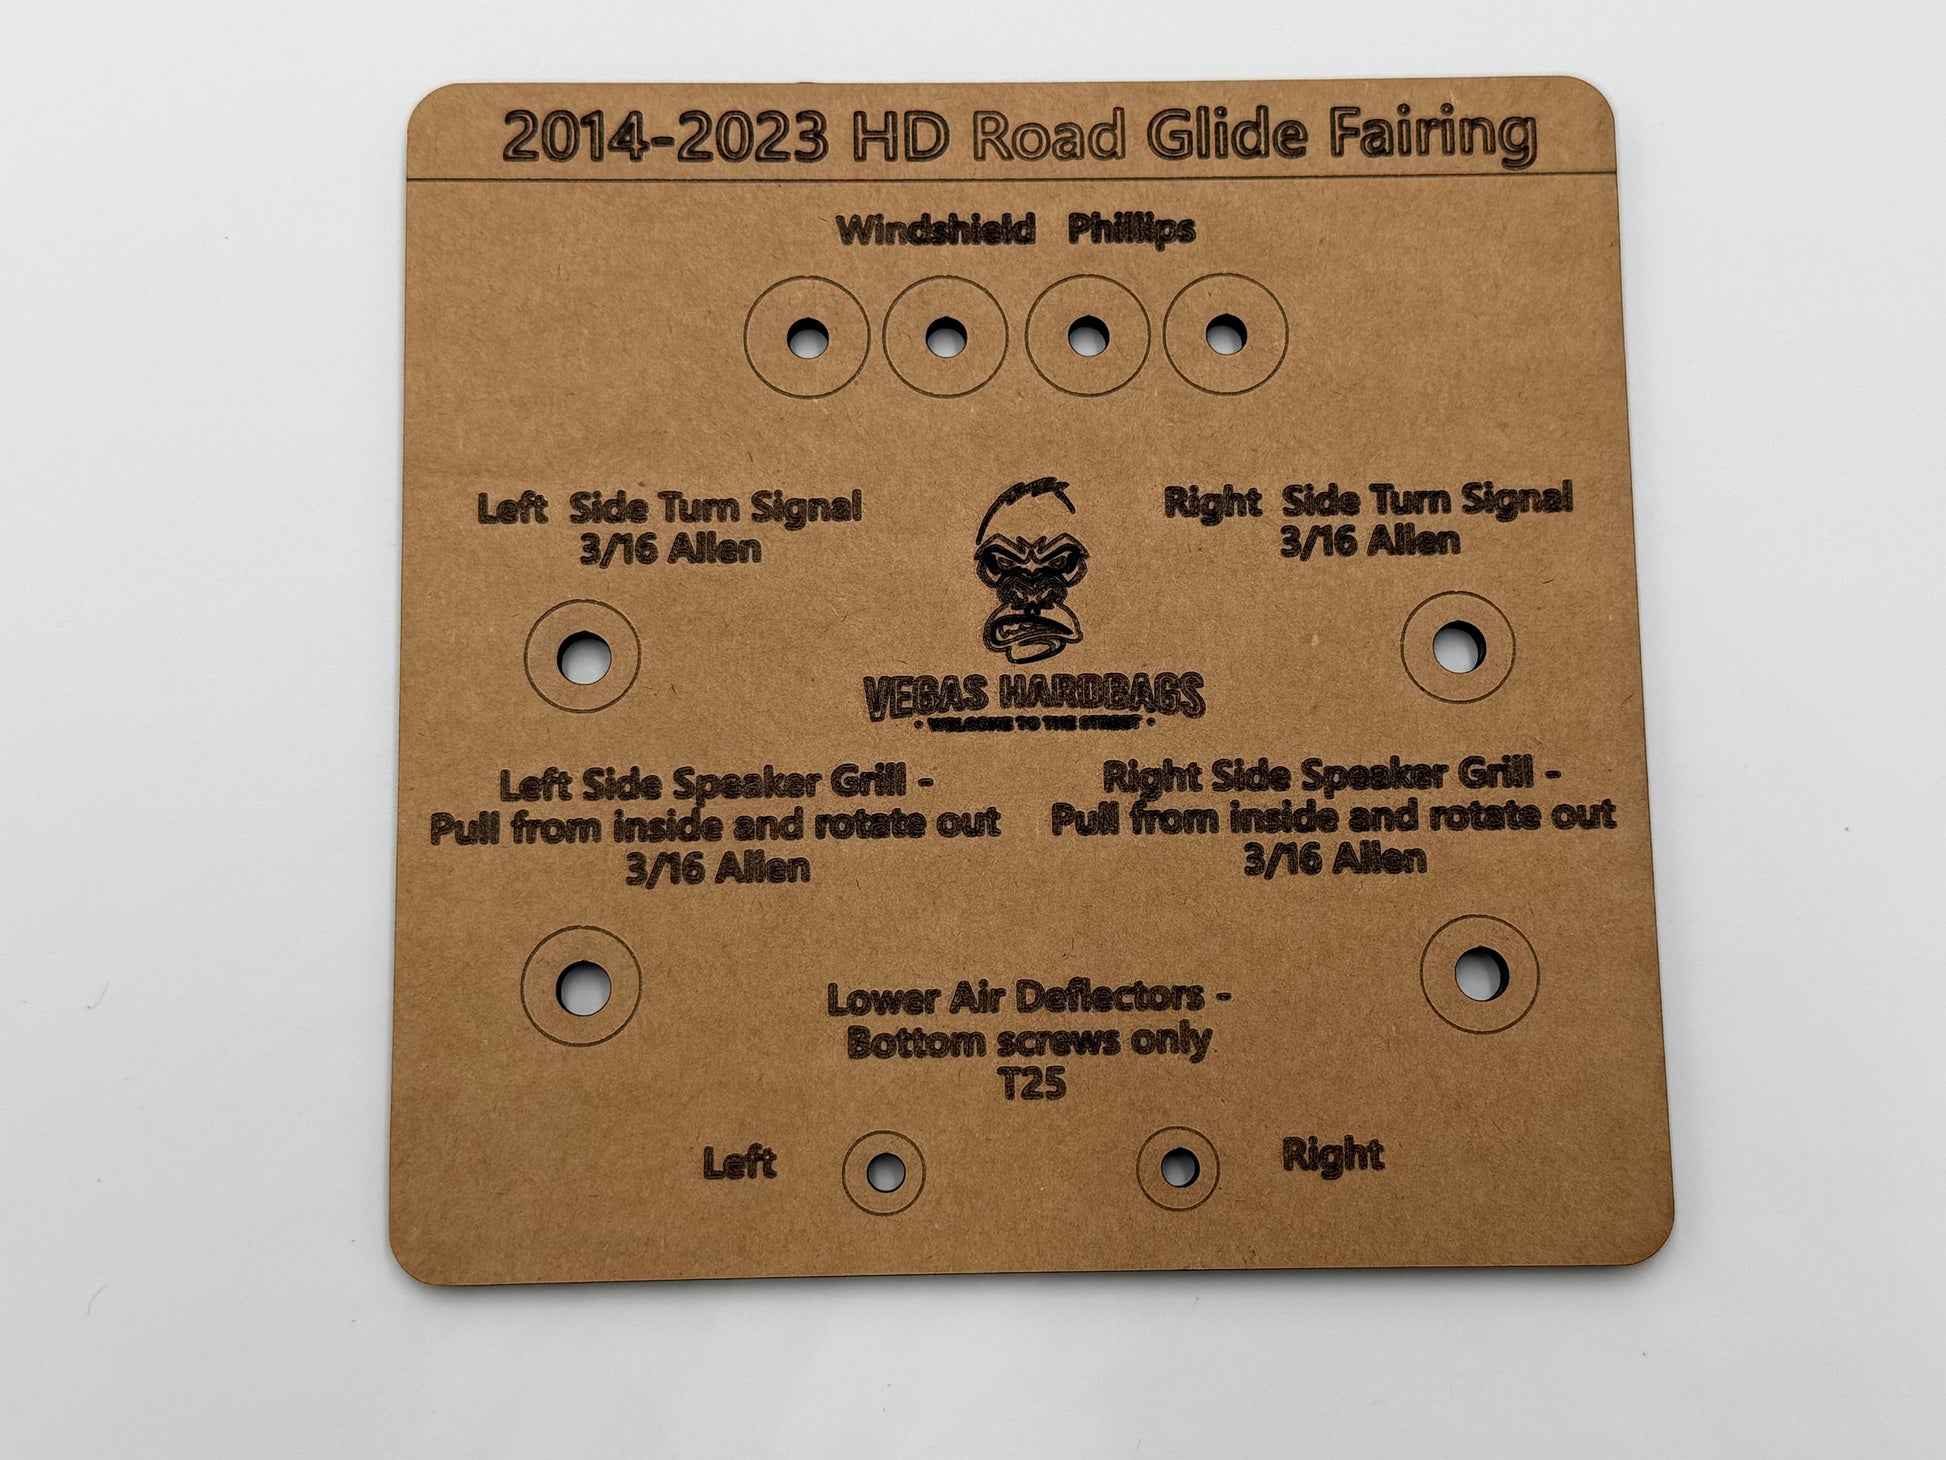 2014-2023 HD Road Glide Fairing
Windshield Phillips
Left Side Turn Signal
3/16 Allen
Right Side Turn Signal
3/16 Allen
VEGAS HARDBAGS
• WELCOME TO THE STREET •
Left Side Speaker Grill -
Pull from inside and rotate out
3/16 Allen
Right Side Speaker Grill -
Pull from inside and rotate out
3/16 Allen
Lower Air Deflectors -
Bottom screws only
T25
Left
Right